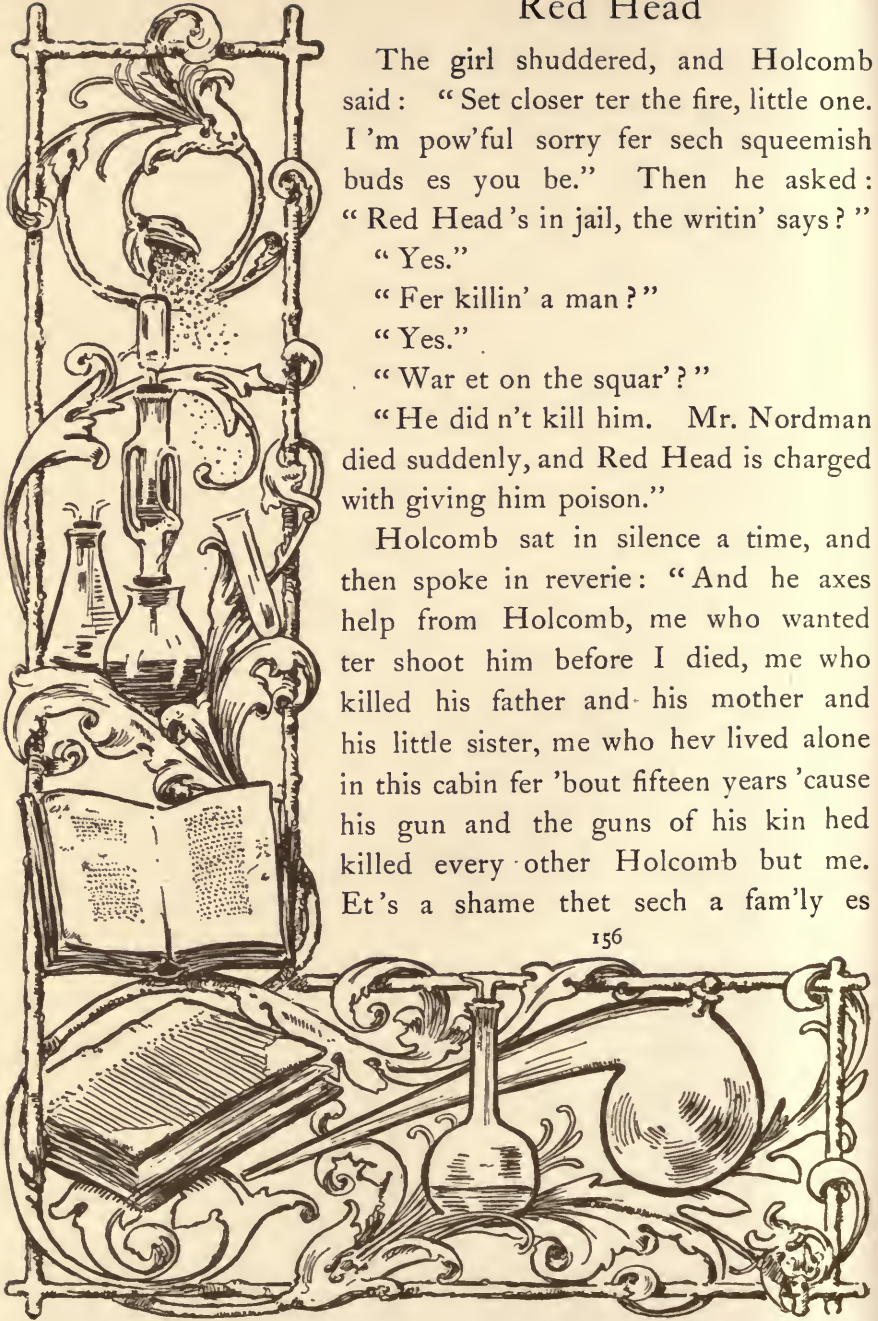 Red Head
The girl shuddered, and Holcomb
said: “Set closer ter the fire, little one.
I’m pow’ful sorry fer sech squeemish
buds es you be.” Then he asked:
“Red Head’s in jail, the writin’ says?”
“Yes.”
“Fer killin’ a man?”
“Yes.”
“War et on the squar’?”
“He didn’t kill him. Mr. Nordman
died suddenly, and Red Head is charged
with giving him poison.”
Holcomb sat in silence a time, and
then spoke in reverie: “And he axes
help from Holcomb, me who wanted
ter shoot him before I died, me who
killed his father and his mother and
his little sister, me who hev lived alone
in this cabin fer ’bout fifteen years ’cause
his gun and the guns of his kin hed
killed every other Holcomb but me.
Et’s a shame thet sech a fam’ly es
156